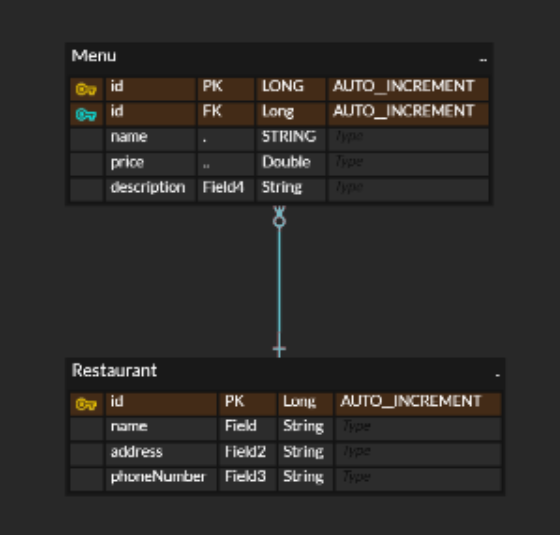 Menu ..
id PK LONG AUTO_INCREMENT
id FK Long AUTO_INCREMENT
name . STRING Type
price .. Double Type
description Field4 String Type
Restaurant .
id PK Long AUTO_INCREMENT
name Field String Type
address Field2 String Type
phoneNumber Field3 String Type